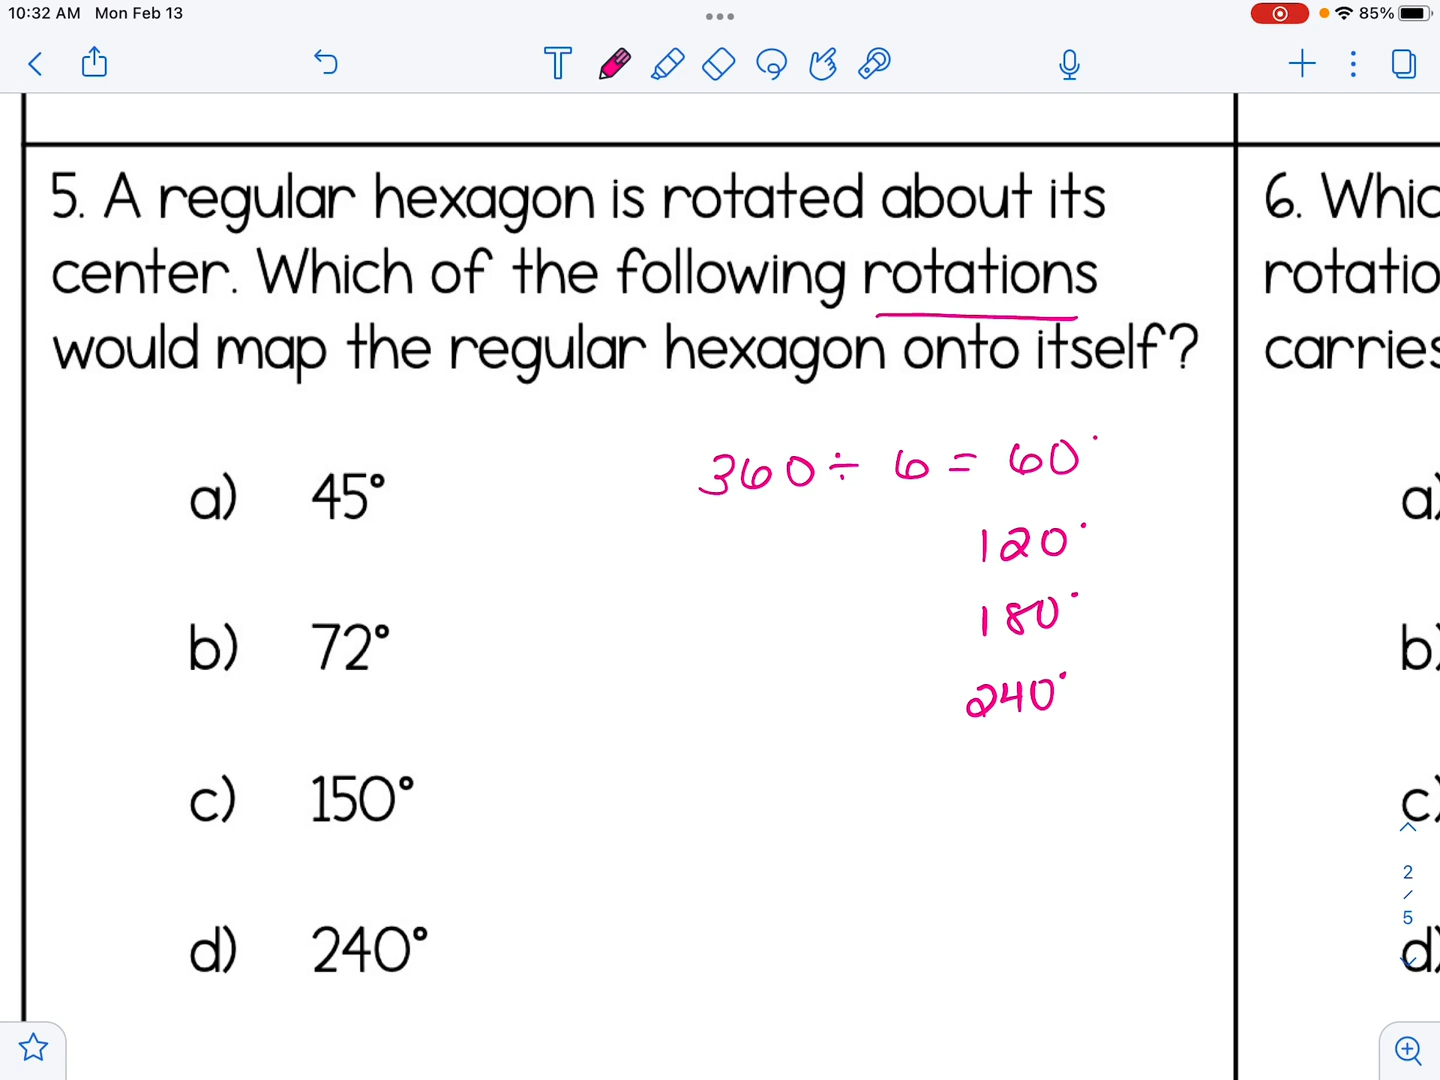 10:32 AM Mon Feb 13
85%
5. A regular hexagon is rotated about its
center. Which of the following rotations
would map the regular hexagon onto itself?
360 ÷ 6 = 60°
120°
180°
240°
a) 45°
b) 72°
c) 150°
d) 240°
6. Whic
rotatio
carries
a)
b)
c)
d)
2
/
5